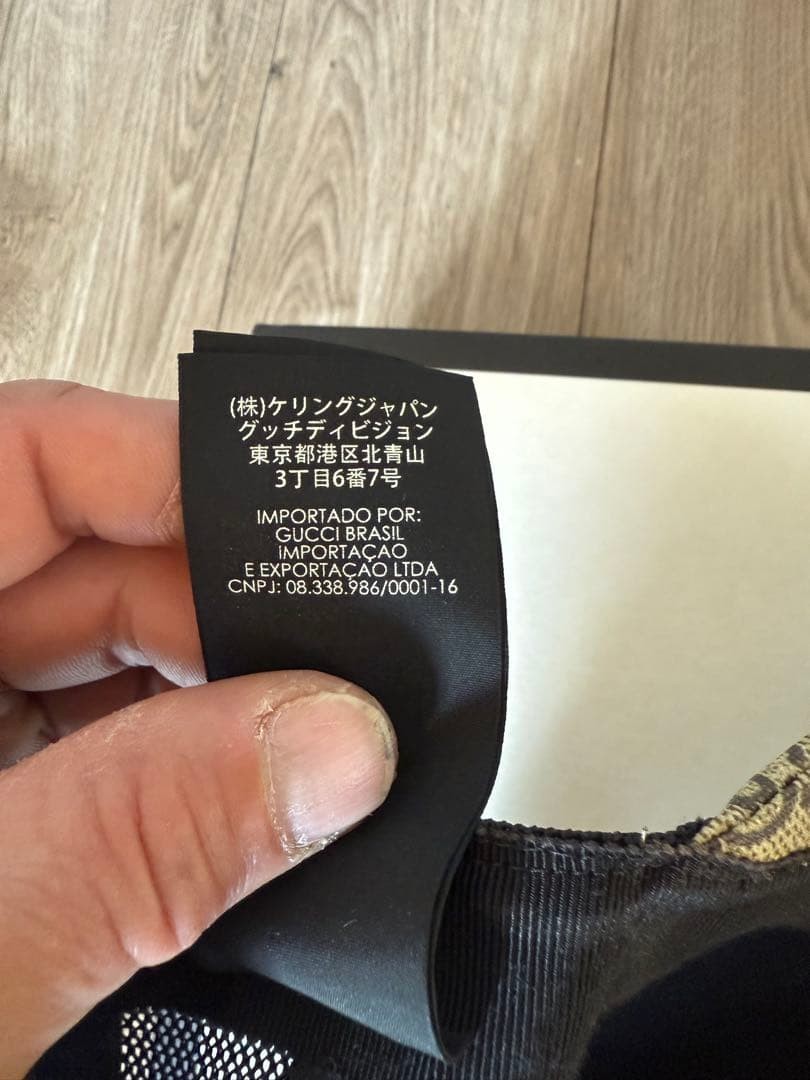 (株)ケリングジャパン
グッチディビジョン
東京都港区北青山
3丁目6番7号
IMPORTADO POR:
GUCCI BRASIL
IMPORTAÇAO
E EXPORTAÇAO LTDA
CNPJ: 08.338.986/0001-16